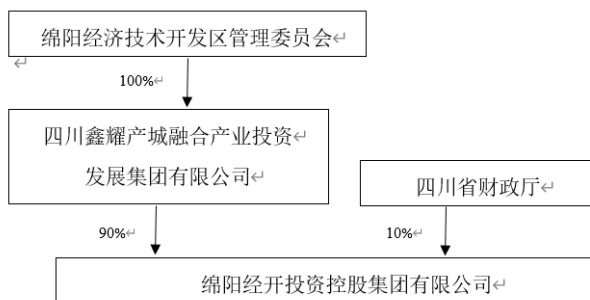 绵阳经济技术开发区管理委员会↵
↵
100%↵
四川鑫耀产城融合产业投资↵
发展集团有限公司↵
四川省财政厅↵
90%↵
10%↵
绵阳经开投资控股集团有限公司↵